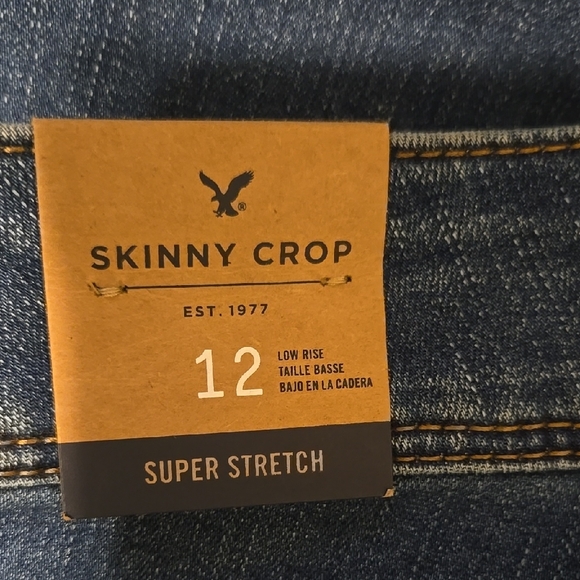 ®
SKINNY CROP
EST. 1977
12
LOW RISE
TAILLE BASSE
BAJO EN LA CADERA
SUPER STRETCH